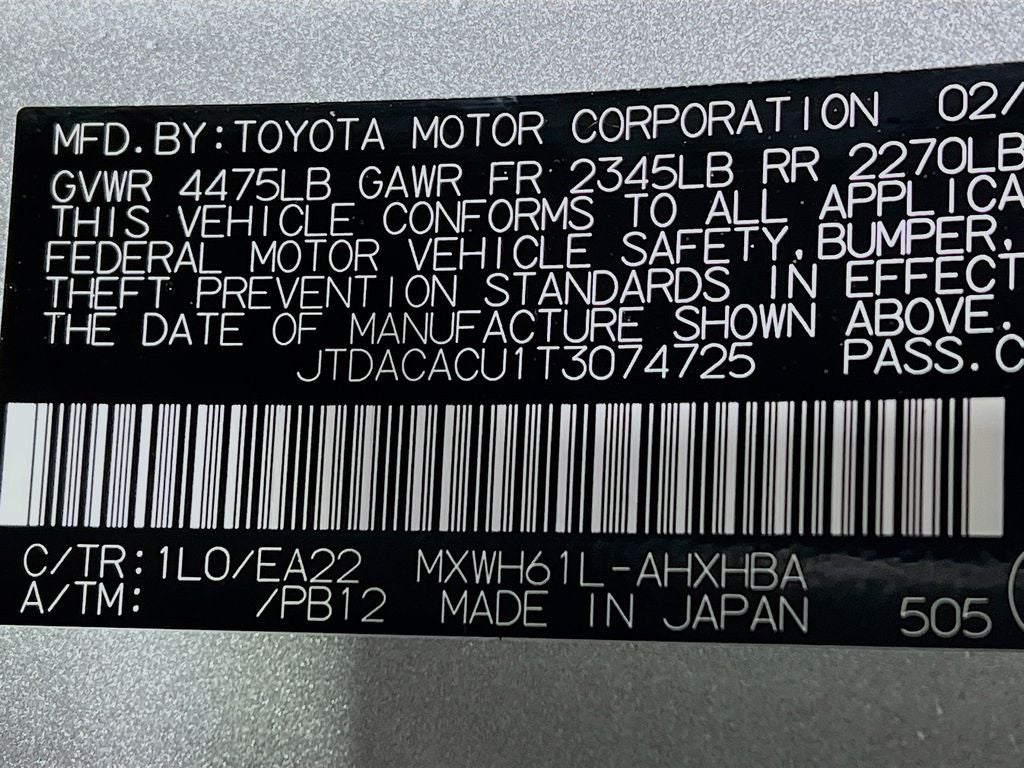 MFD. BY: TOYOTA MOTOR CORPORATION 02/
GVWR 4475LB GAWR FR 2345LB RR 2270LB
THIS VEHICLE CONFORMS TO ALL APPLICA
FEDERAL MOTOR VEHICLE SAFETY, BUMPER,
THEFT PREVENTION STANDARDS IN EFFECT
THE DATE OF MANUFACTURE SHOWN ABOVE.
JTDACACU1T3074725 PASS. C
C/TR: 1L0/EA22 MXWH61L-AHXHBA
A/TM: /PB12 MADE IN JAPAN 505